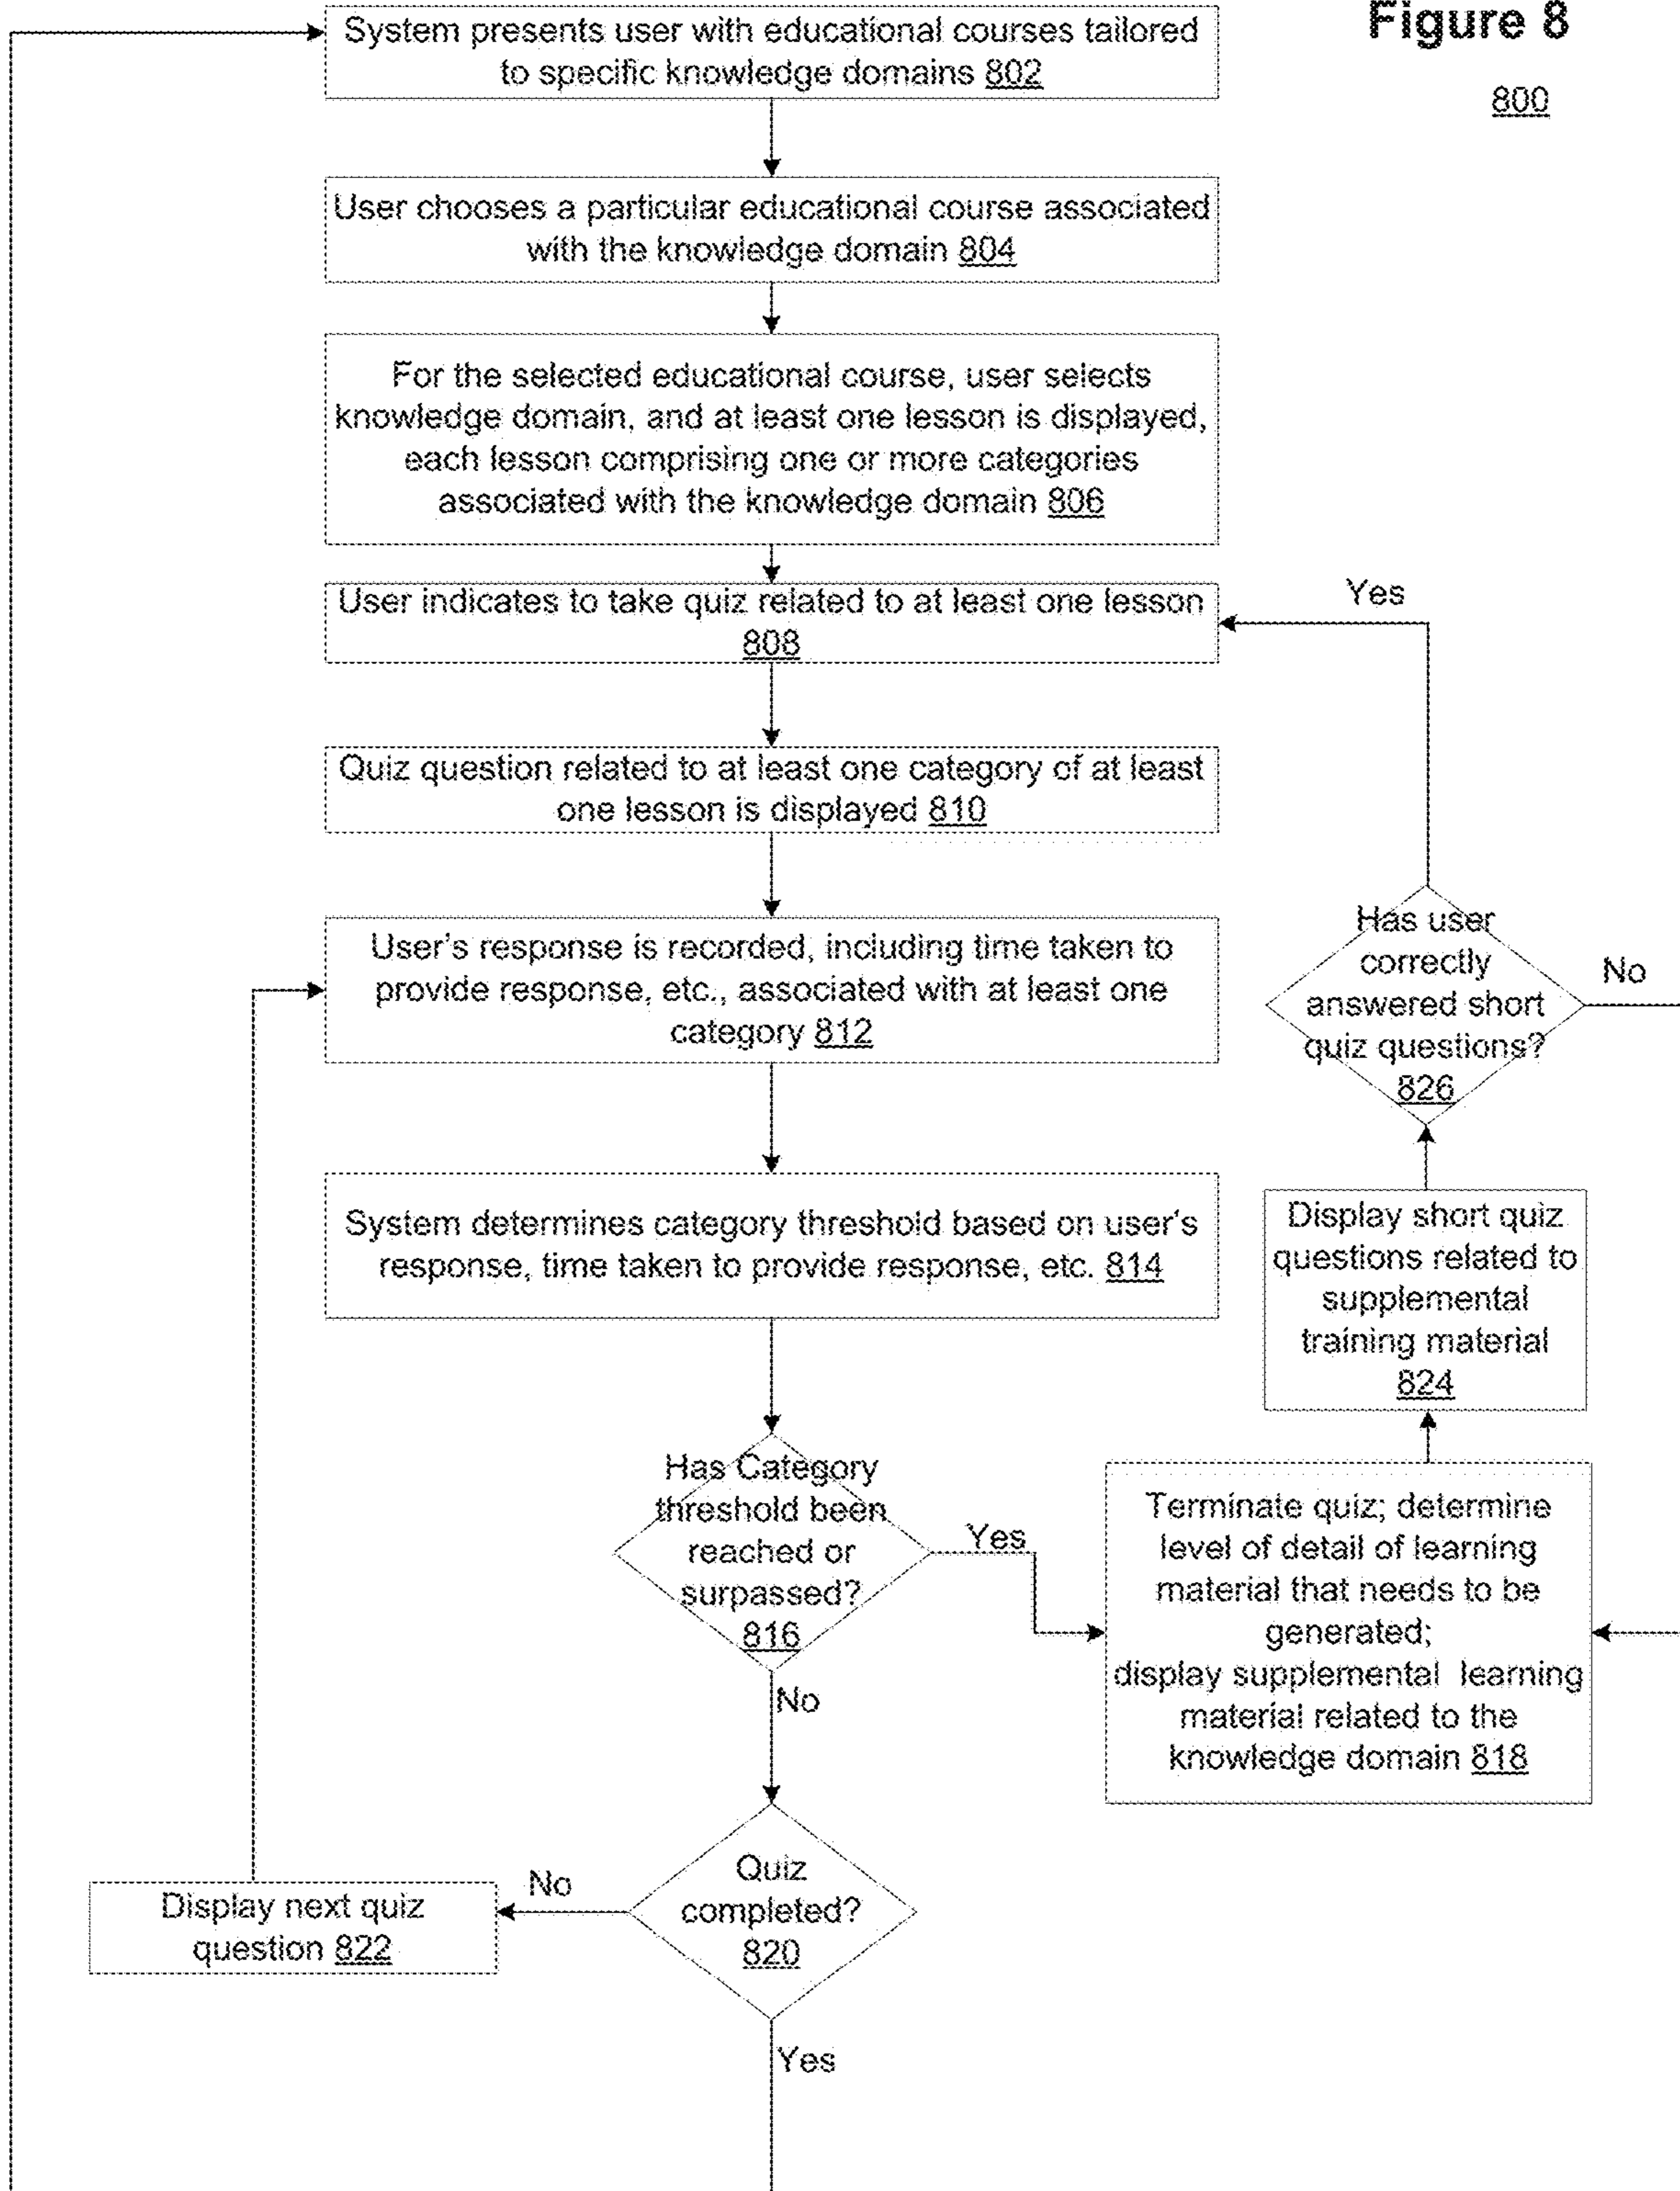 Figure 8
800
System presents user with educational courses tailored
to specific knowledge domains 802
User chooses a particular educational course associated
with the knowledge domain 804
For the selected educational course, user selects
knowledge domain, and at least one lesson is displayed,
each lesson comprising one or more categories
associated with the knowledge domain 806
User indicates to take quiz related to at least one lesson
808
Yes
Quiz question related to at least one category of at least
one lesson is displayed 810
User's response is recorded, including time taken to
provide response, etc., associated with at least one
category 812
Has user
correctly
answered short
quiz questions?
826
No
System determines category threshold based on user's
response, time taken to provide response, etc. 814
Display short quiz
questions related to
supplemental
training material
824
Has Category
threshold been
reached or
surpassed?
816
Yes
No
Terminate quiz; determine
level of detail of learning
material that needs to be
generated;
display supplemental learning
material related to the
knowledge domain 818
Quiz
completed?
820
No
Display next quiz
question 822
Yes